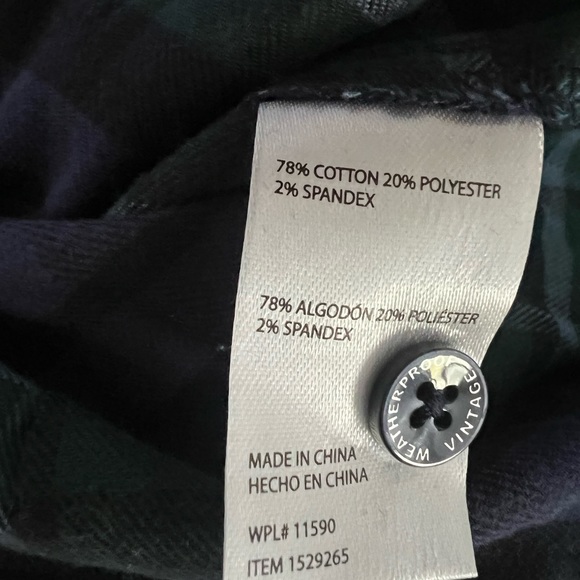 78% COTTON 20% POLYESTER
2% SPANDEX
78% ALGODÓN 20% POLIÉSTER
2% SPANDEX
WEATHERPROOF
VINTAGE
MADE IN CHINA
HECHO EN CHINA
WPL# 11590
ITEM 1529265